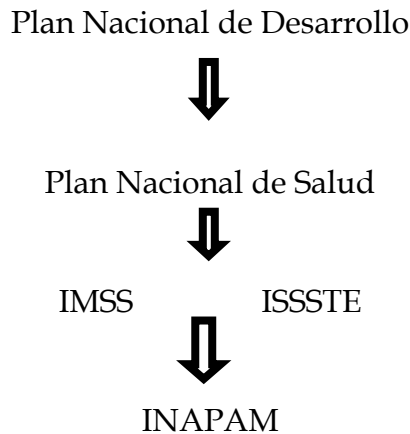 Plan Nacional de Desarrollo
Plan Nacional de Salud
IMSS ISSSTE
INAPAM